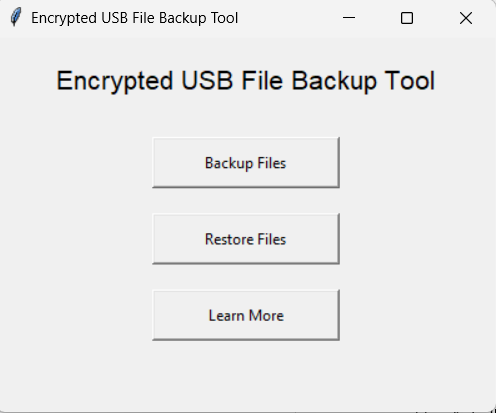 Encrypted USB File Backup Tool
Encrypted USB File Backup Tool
Backup Files
Restore Files
Learn More